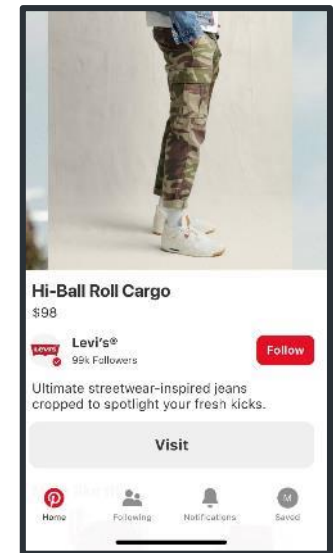 Hi-Ball Roll Cargo
$98
Levi's
Levi's®
99k Followers
Follow
Ultimate streetwear-inspired jeans
cropped to spotlight your fresh kicks.
Visit
M
Home
Following
Notifications
Saved